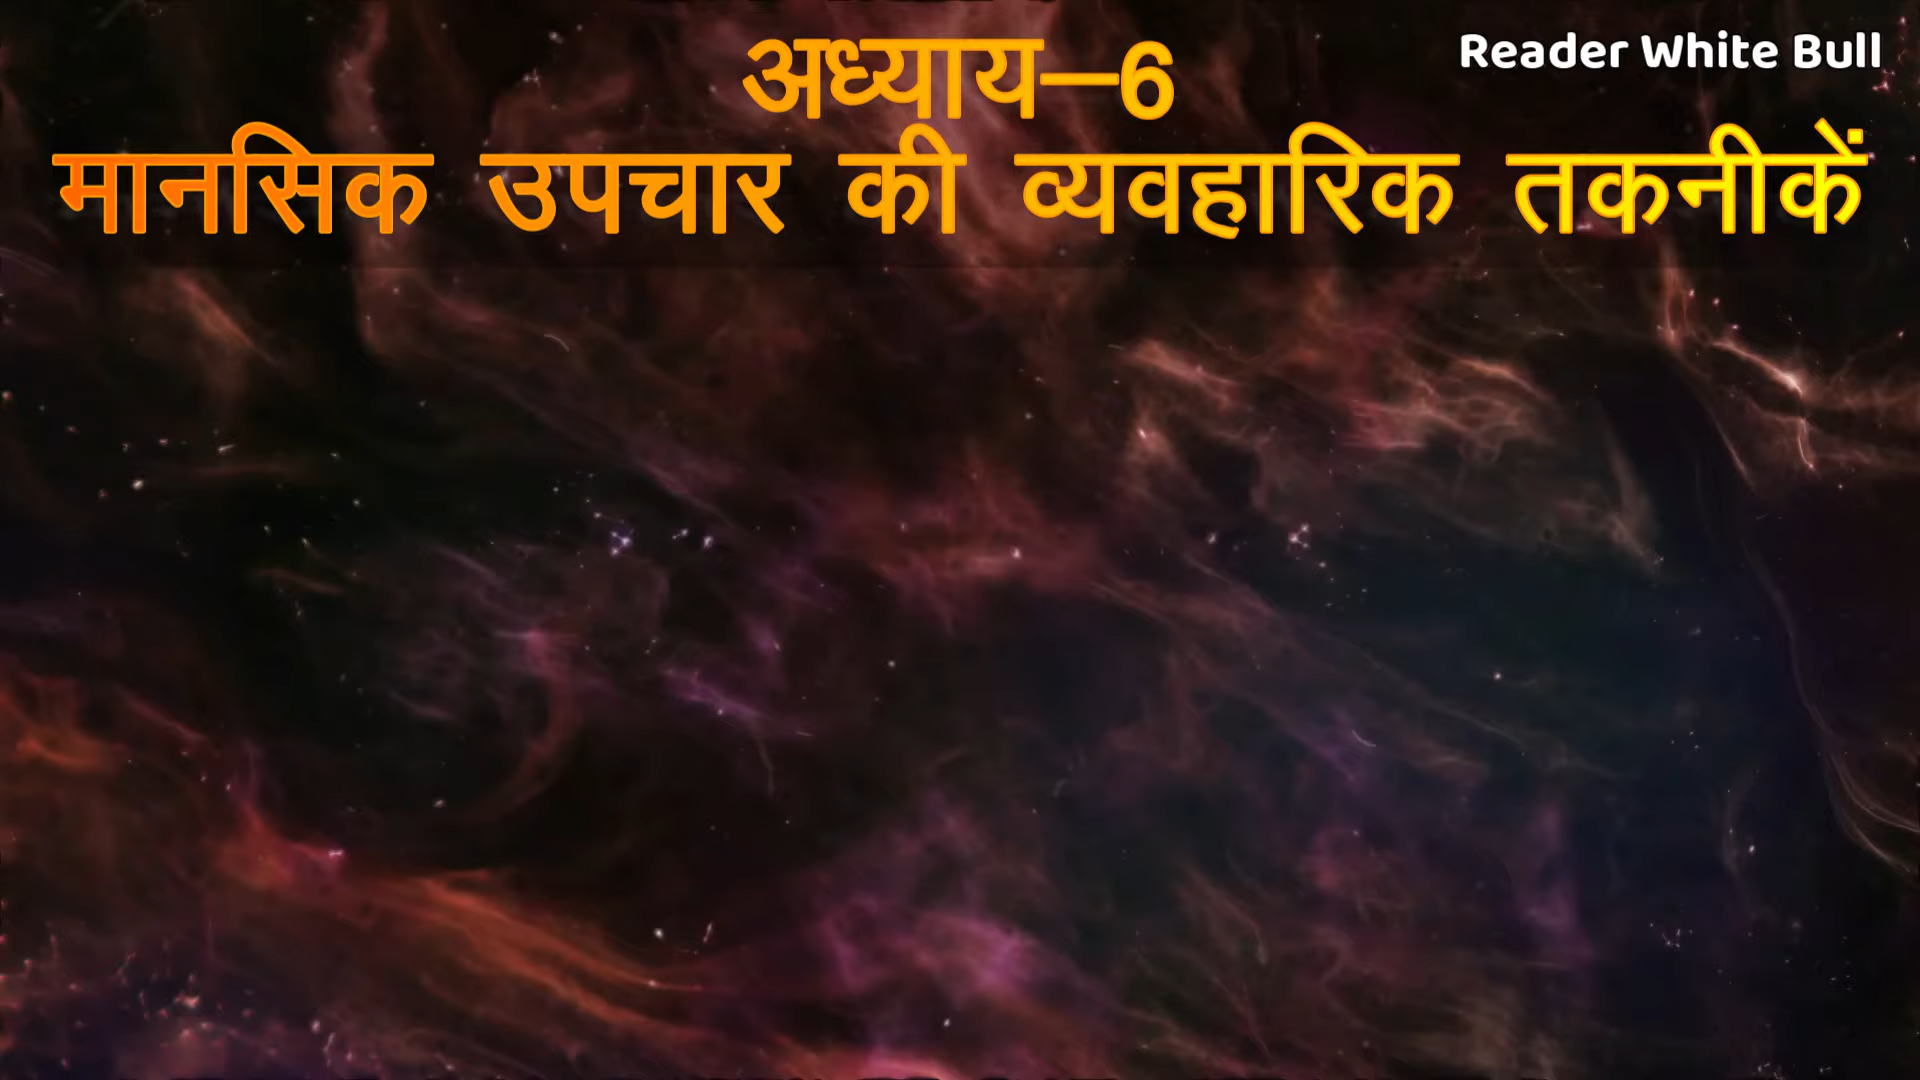 अध्याय–6
Reader White Bull
मानसिक उपचार की व्यवहारिक तकनीकें